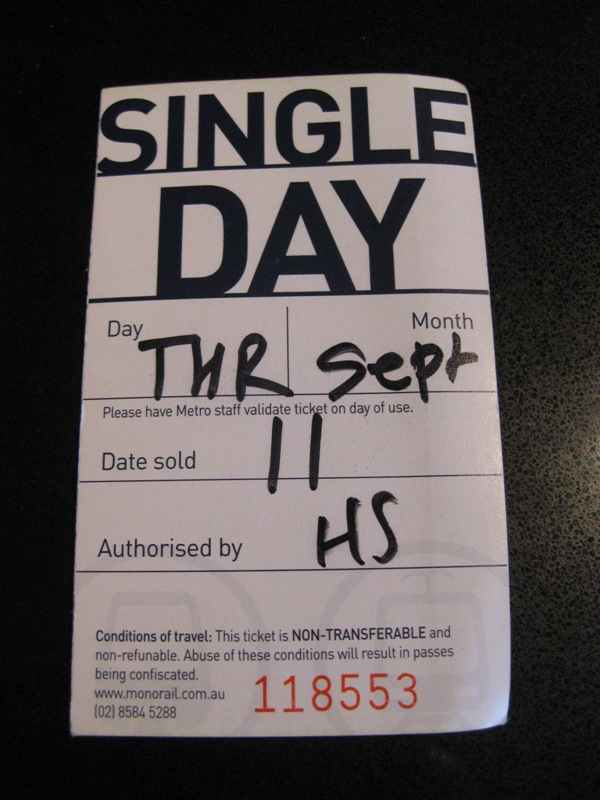 SINGLE
DAY
Day Month
THR Sept
Please have Metro staff validate ticket on day of use.
Date sold 11
Authorised by HS
Conditions of travel: This ticket is NON-TRANSFERABLE and
non-refunable. Abuse of these conditions will result in passes
being confiscated.
www.monorail.com.au
(02) 8584 5288
118553